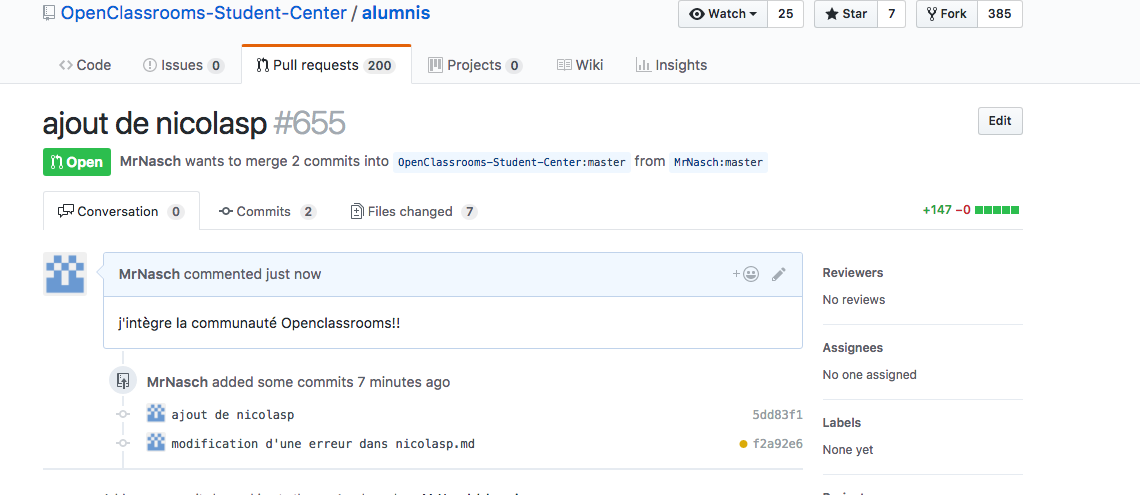 OpenClassrooms-Student-Center / alumnis
Watch 25 Star 7 Fork 385
Code Issues 0 Pull requests 200 Projects 0 Wiki Insights
ajout de nicolasp #655
Edit
Open MrNasch wants to merge 2 commits into OpenClassrooms-Student-Center:master from MrNasch:master
Conversation 0 Commits 2 Files changed 7 +147 −0
MrNasch commented just now
j'intègre la communauté Openclassrooms!!
MrNasch added some commits 7 minutes ago
ajout de nicolasp 5dd83f1
modification d'une erreur dans nicolasp.md f2a92e6
Reviewers
No reviews
Assignees
No one assigned
Labels
None yet